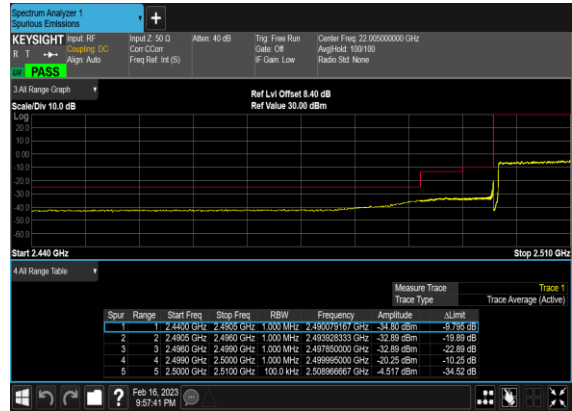 Spectrum Analyzer 1
Spurious Emissions
+
KEYSIGHT Input: RF Input Z: 50 Ω Atten: 40 dB Trig: Free Run Center Freq: 22.005000000 GHz
R T Coupling: DC Corr CCorr Gate: Off Avg|Hold: 100/100
Align: Auto Freq Ref: Int (S) IF Gain: Low Radio Std: None
LXI PASS
3 All Range Graph Ref Lvl Offset 8.40 dB
Scale/Div 10.0 dB Ref Value 30.00 dBm
Log
20.0
10.0
0.00
-10.0
-20.0
-30.0
-40.0
-50.0
-60.0
Start 2.440 GHz Stop 2.510 GHz
4 All Range Table
Measure Trace Trace 1
Trace Type Trace Average (Active)
Spur Range Start Freq Stop Freq RBW Frequency Amplitude ΔLimit
1 1 2.4400 GHz 2.4905 GHz 1.000 MHz 2.490079167 GHz -34.80 dBm -9.795 dB
2 2 2.4905 GHz 2.4960 GHz 1.000 MHz 2.493928333 GHz -32.89 dBm -19.89 dB
3 3 2.4960 GHz 2.4990 GHz 1.000 MHz 2.497850000 GHz -32.89 dBm -22.89 dB
4 4 2.4990 GHz 2.5000 GHz 1.000 MHz 2.499995000 GHz -20.25 dBm -10.25 dB
5 5 2.5000 GHz 2.5100 GHz 100.0 kHz 2.508966667 GHz -4.517 dBm -34.52 dB
? Feb 16, 2023
9:57:41 PM